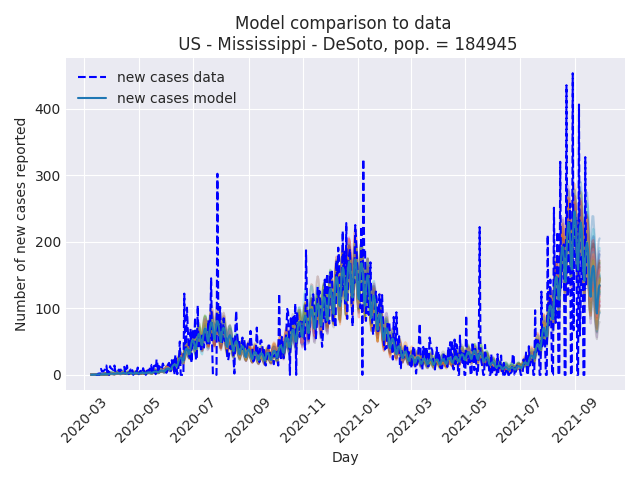 Model comparison to data
US - Mississippi - DeSoto, pop. = 184945
new cases data
new cases model
Number of new cases reported
400
300
200
100
0
2020-03
2020-05
2020-07
2020-09
2020-11
2021-01
2021-03
2021-05
2021-07
2021-09
Day